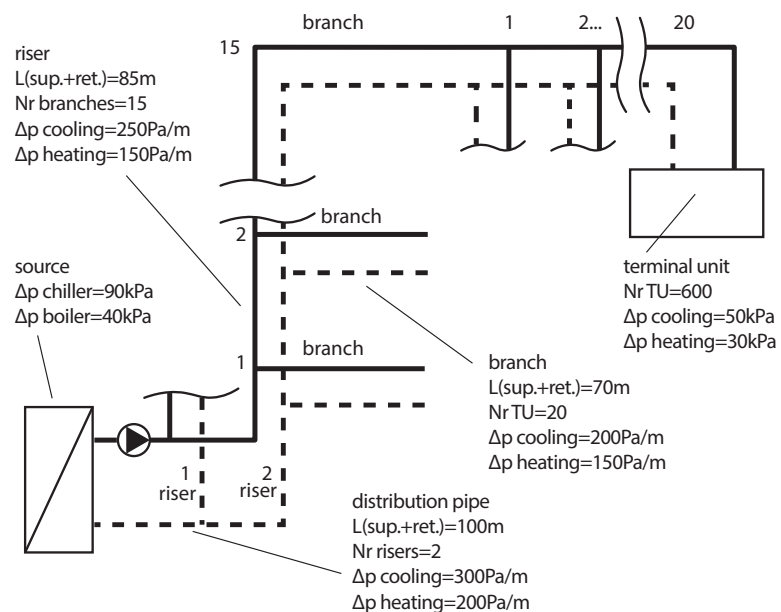 branch
1
2...
20
15
riser
L(sup.+ret.)=85m
Nr branches=15
Δp cooling=250Pa/m
Δp heating=150Pa/m
2
branch
source
Δp chiller=90kPa
Δp boiler=40kPa
terminal unit
Nr TU=600
Δp cooling=50kPa
Δp heating=30kPa
1
branch
branch
L(sup.+ret.)=70m
Nr TU=20
Δp cooling=200Pa/m
Δp heating=150Pa/m
1
riser
2
riser
distribution pipe
L(sup.+ret.)=100m
Nr risers=2
Δp cooling=300Pa/m
Δp heating=200Pa/m